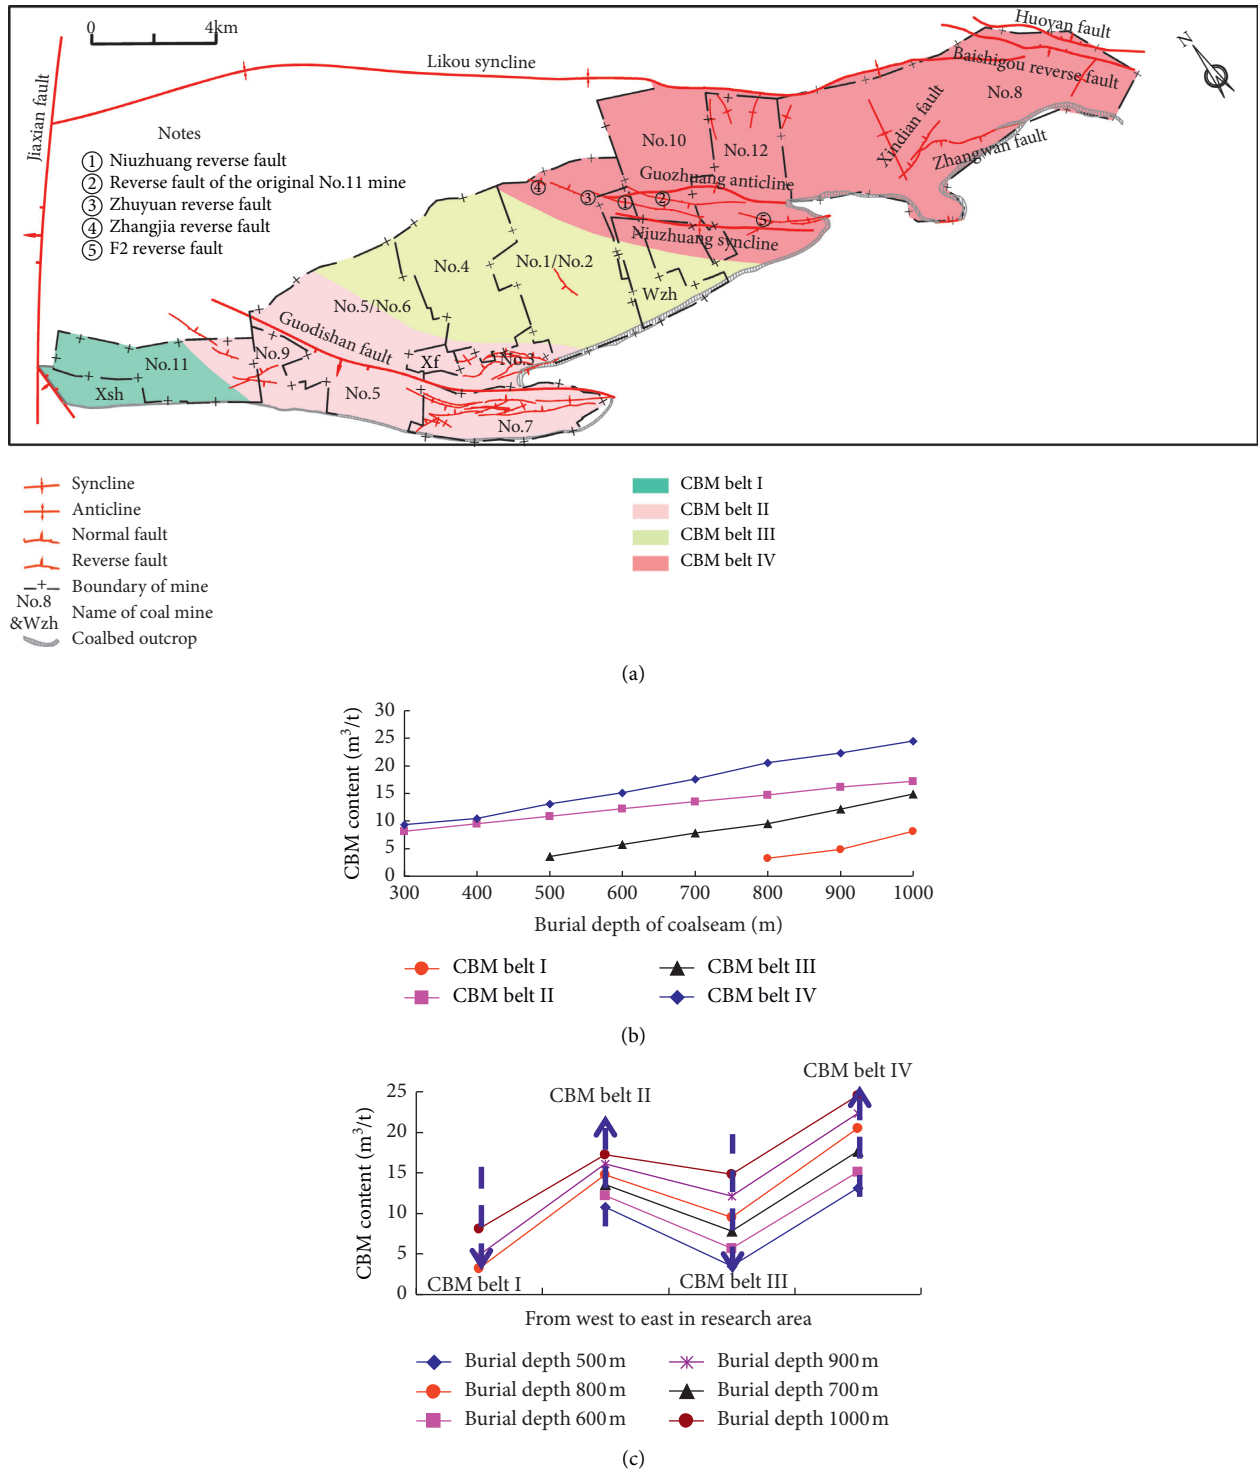 0 4km
Huoyan fault
Likou syncline
Baishigou reverse fault
N
No.8
Jiaxian fault
Notes
① Niuzhuang reverse fault
② Reverse fault of the original No.11 mine
③ Zhuyuan reverse fault
④ Zhangjia reverse fault
⑤ F2 reverse fault
No.10
No.12
Xindian fault
Zhangwan fault
Guozhuang anticline
④
③
①
②
⑤
Niuzhuang syncline
No.4
No.1/No.2
Wzh
No.5/No.6
Guodishan fault
No.11
No.9
Xf
No.3
Xsh
No.5
No.7
Syncline
Anticline
Normal fault
Reverse fault
Boundary of mine
No.8
&Wzh
Name of coal mine
Coalbed outcrop
CBM belt I
CBM belt II
CBM belt III
CBM belt IV
(a)
CBM content (m³/t)
30
25
20
15
10
5
0
300 400 500 600 700 800 900 1000
Burial depth of coalseam (m)
CBM belt I
CBM belt II
CBM belt III
CBM belt IV
(b)
CBM content (m³/t)
25
20
15
10
5
0
CBM belt I
CBM belt II
CBM belt III
CBM belt IV
From west to east in research area
Burial depth 500 m
Burial depth 800 m
Burial depth 600 m
Burial depth 900 m
Burial depth 700 m
Burial depth 1000 m
(c)